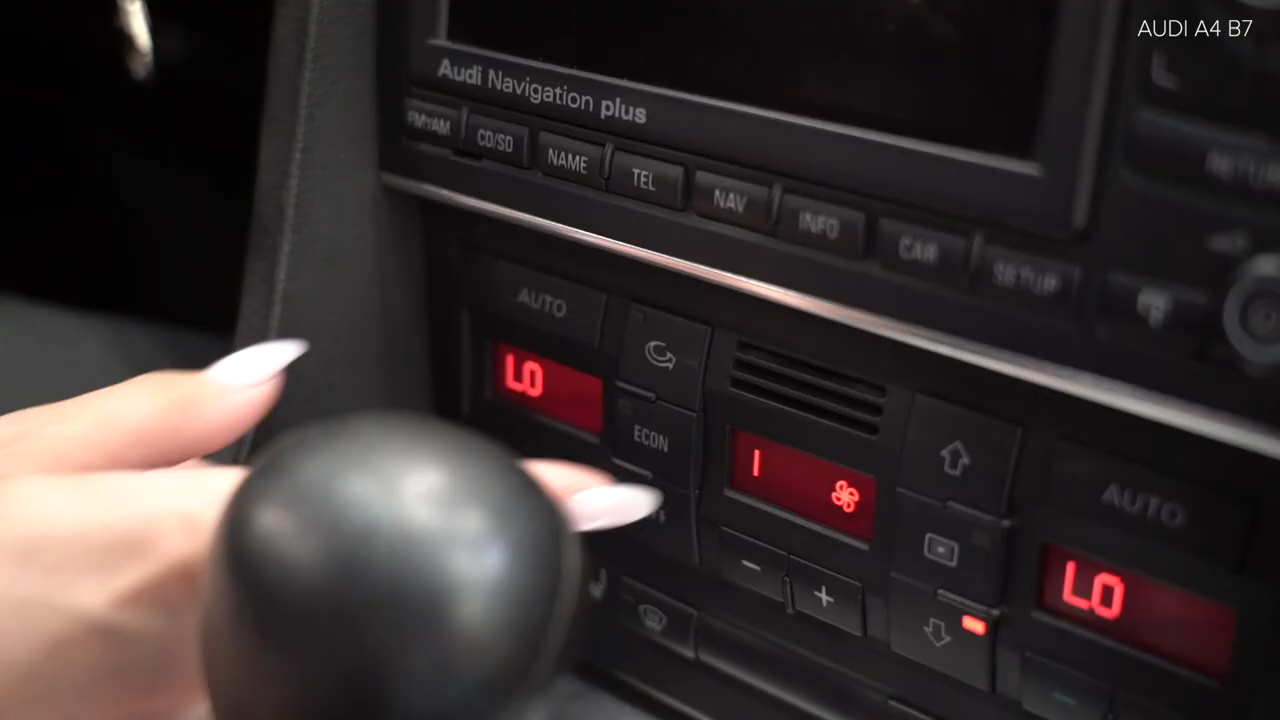 AUDI A4 B7
Audi Navigation plus
FM/AM CD/SD NAME TEL NAV INFO CAR SETUP
RETURN
AUTO
LO
ECON
1
- +
AUTO
LO
-